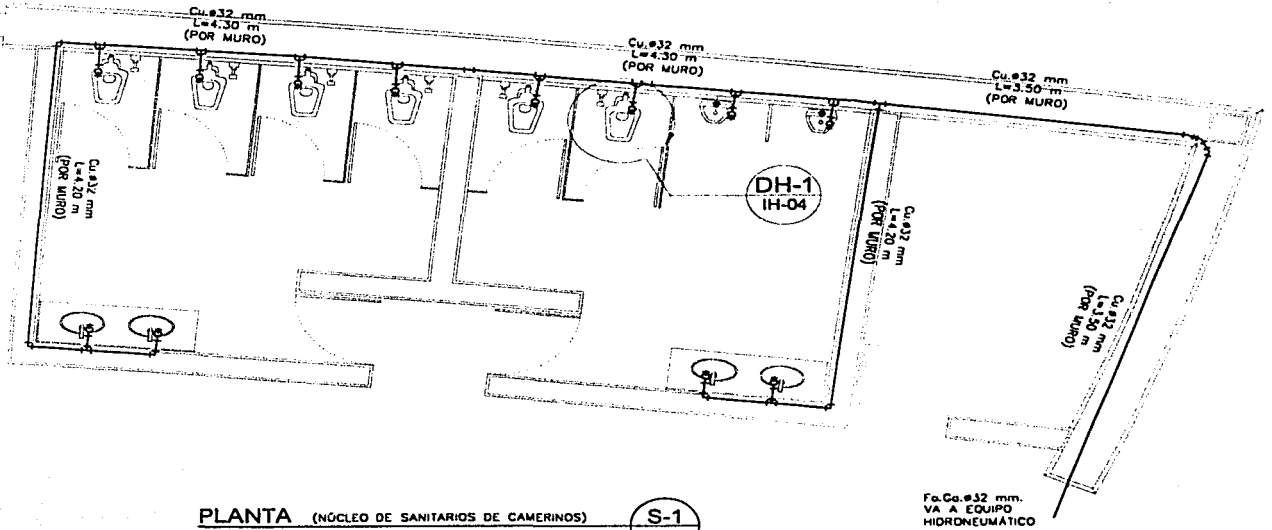 Cu.ø32 mm
L=4.30 m
(POR MURO)
Cu.ø32 mm
L=4.30 m
(POR MURO)
Cu.ø32 mm
L=3.50 m
(POR MURO)
Cu.ø32 mm
L=4.20 m
(POR MURO)
DH-1
IH-04
Cu.ø32 mm
L=4.20 m
(POR MURO)
Cu.ø32 mm
L=3.50 m
(POR MURO)
PLANTA (NÚCLEO DE SANITARIOS DE CAMERINOS)
S-1
Fo.Go.ø32 mm.
VA A EQUIPO
HIDRONEUMÁTICO